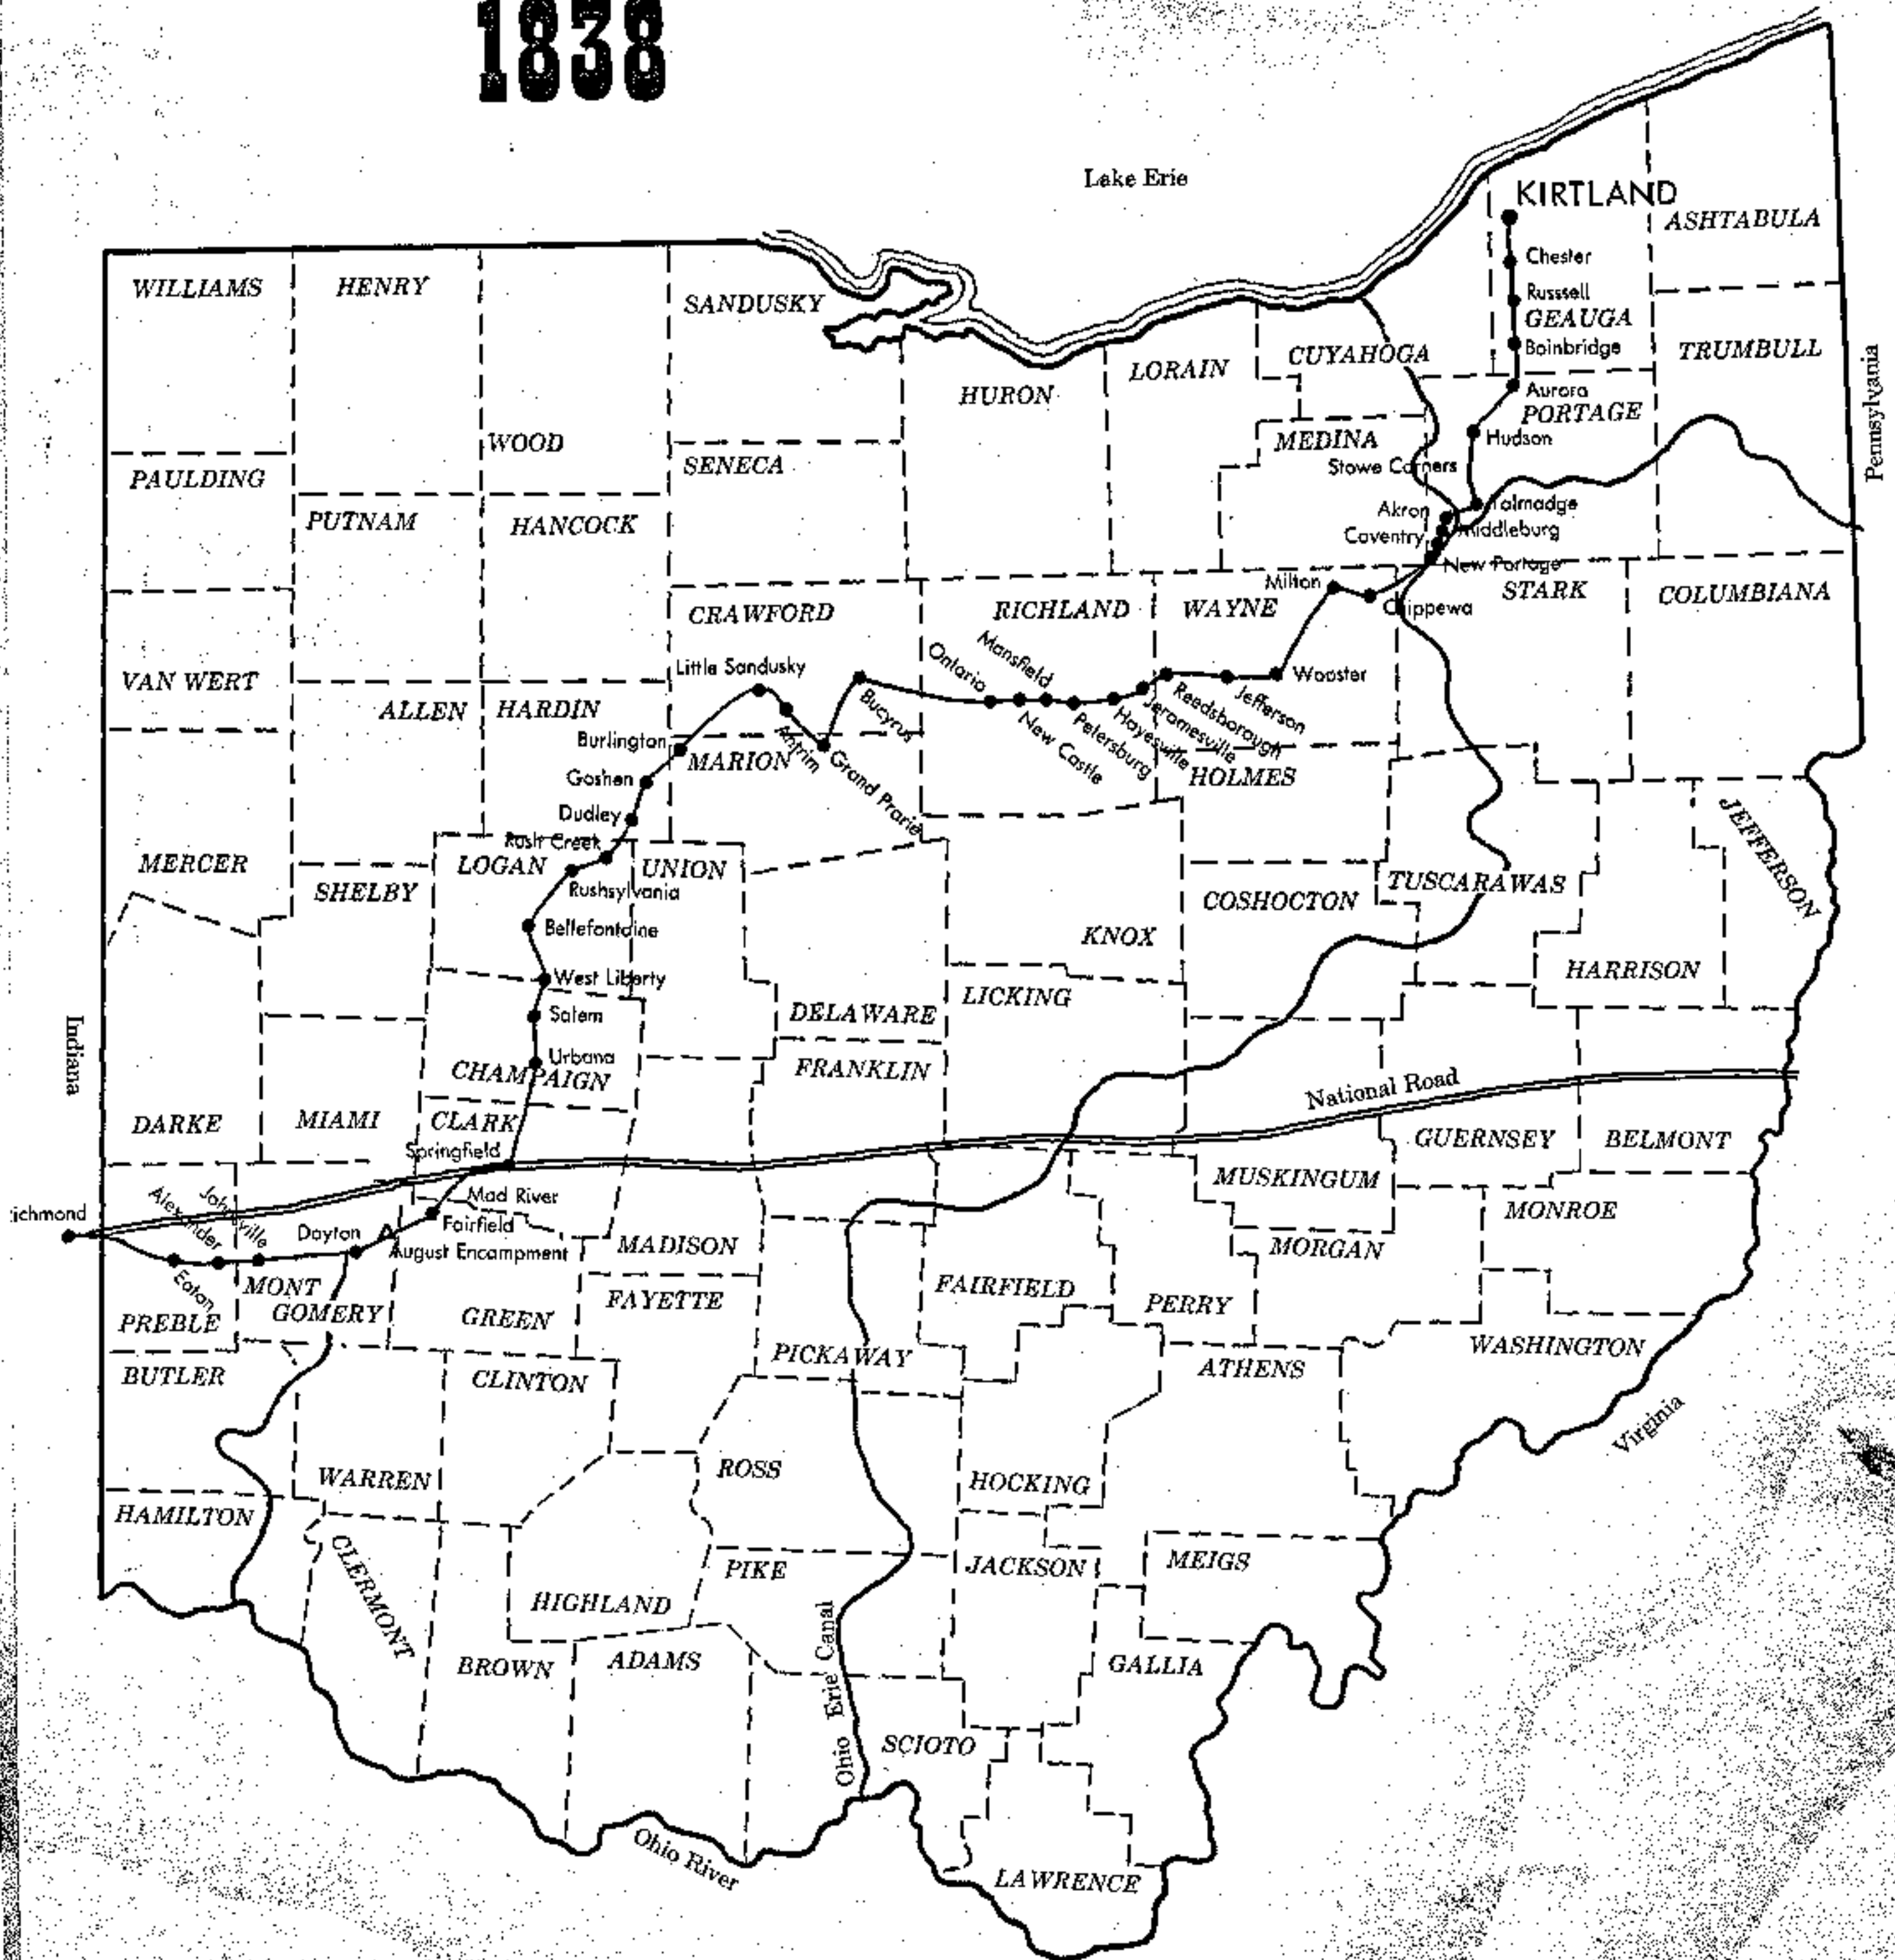 1838
Lake Erie
KIRTLAND
ASHTABULA
Chester
Russsell
GEAUGA
Boinbridge
TRUMBULL
Pennsylvania
Aurora
PORTAGE
Hudson
WILLIAMS
HENRY
SANDUSKY
CUYAHOGA
LORAIN
HURON
WOOD
MEDINA
SENECA
Stowe Corners
PAULDING
PUTNAM
HANCOCK
Akron
Talmadge
Middleburg
Coventry
New Portage
Milton
STARK
COLUMBIANA
Chippewa
CRAWFORD
RICHLAND
WAYNE
Little Sandusky
Ontario
Mansfield
Wooster
VAN WERT
ALLEN
HARDIN
Bucyrus
New Castle
Petersburg
Hayesville
Jeromesville
Reedsborough
Jefferson
Burlington
MARION
Antrim
Grand Prarie
HOLMES
Goshen
Dudley
Rush Creek
JEFFERSON
MERCER
LOGAN
UNION
SHELBY
Rushsylvania
TUSCARAWAS
COSHOCTON
Bellefontaine
KNOX
HARRISON
West Liberty
LICKING
Salem
DELAWARE
Indiana
Urbana
CHAMPAIGN
FRANKLIN
National Road
DARKE
MIAMI
CLARK
GUERNSEY
BELMONT
Springfield
MUSKINGUM
Mad River
MONROE
ichmond
Alexander
Johnsville
Dayton
Fairfield
August Encampment
MADISON
MORGAN
Eaton
MONT
GOMERY
PREBLE
GREEN
FAYETTE
FAIRFIELD
PERRY
WASHINGTON
PICKAWAY
BUTLER
CLINTON
ATHENS
Virginia
WARREN
ROSS
HOCKING
HAMILTON
CLERMONT
PIKE
JACKSON
MEIGS
HIGHLAND
BROWN
ADAMS
GALLIA
Ohio Erie Canal
SCIOTO
Ohio River
LAWRENCE